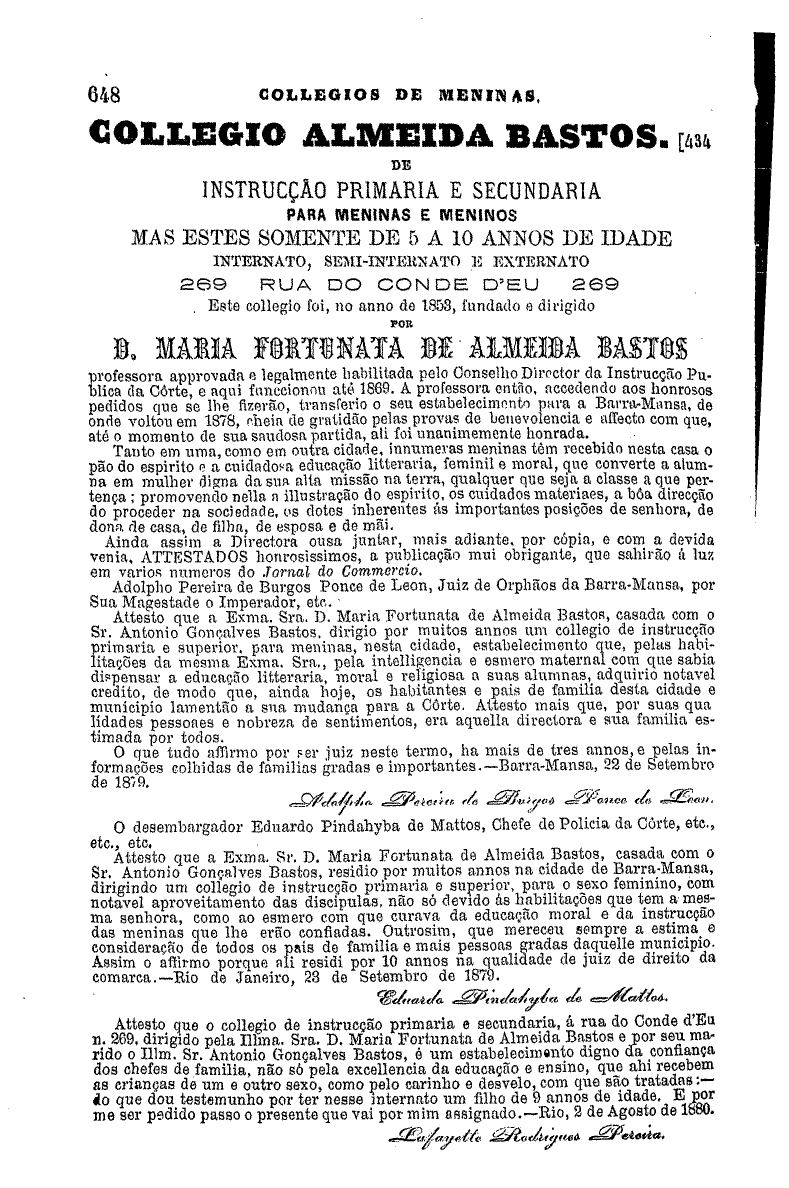 648 COLLEGIOS DE MENINAS.
COLLEGIO ALMEIDA BASTOS. [434
DE
INSTRUCÇÃO PRIMARIA E SECUNDARIA
PARA MENINAS E MENINOS
MAS ESTES SOMENTE DE 5 A 10 ANNOS DE IDADE
INTERNATO, SEMI-INTERNATO E EXTERNATO
269 RUA DO CONDE D'EU 269
Este collegio foi, no anno de 1853, fundado e dirigido
POR
D. MARIA FORTUNATA DE ALMEIDA BASTOS
professora approvada e legalmente habilitada pelo Conselho Director da Instrucção Pu-
blica da Côrte, e aqui funccionou até 1869. A professora então, accedendo aos honrosos
pedidos que se lhe fizerão, transferio o seu estabelecimento para a Barra-Mansa, de
onde voltou em 1878, cheia de gratidão pelas provas de benevolencia e affecto com que,
até o momento de sua saudosa partida, ali foi unanimemente honrada.
Tanto em uma, como em outra cidade, innumeras meninas têm recebido nesta casa o
pão do espirito e a cuidadosa educação litteraria, feminil e moral, que converte a alum-
na em mulher digna da sua alta missão na terra, qualquer que seja a classe a que per-
tença; promovendo nella a illustração do espirito, os cuidados materiaes, a bôa direcção
do proceder na sociedade, os dotes inherentes ás importantes posições de senhora, de
dona de casa, de filha, de esposa e de mãi.
Ainda assim a Directora ousa juntar, mais adiante, por cópia, e com a devida
venia, ATTESTADOS honrosissimos, a publicação mui obrigante, que sahirão á luz
em varios numeros do Jornal do Commercio.
Adolpho Pereira de Burgos Ponce de Leon, Juiz de Orphãos da Barra-Mansa, por
Sua Magestade o Imperador, etc.
Attesto que a Exma. Sra. D. Maria Fortunata de Almeida Bastos, casada com o
Sr. Antonio Gonçalves Bastos, dirigio por muitos annos um collegio de instrucção
primaria e superior, para meninas, nesta cidade, estabelecimento que, pelas habi-
litações da mesma Exma. Sra., pela intelligencia e esmero maternal com que sabia
dispensar a educação litteraria, moral e religiosa a suas alumnas, adquirio notavel
credito, de modo que, ainda hoje, os habitantes e pais de familia desta cidade e
municipio lamentão a sua mudança para a Côrte. Attesto mais que, por suas qua
lidades pessoaes e nobreza de sentimentos, era aquella directora e sua familia es-
timada por todos.
O que tudo affirmo por ser juiz neste termo, ha mais de tres annos, e pelas in-
formações colhidas de familias gradas e importantes.—Barra-Mansa, 22 de Setembro
de 1879.
Adolpho Pereira de Burgos Ponce de Leon.
O desembargador Eduardo Pindahyba de Mattos, Chefe de Policia da Côrte, etc.,
etc., etc.
Attesto que a Exma. Sr. D. Maria Fortunata de Almeida Bastos, casada com o
Sr. Antonio Gonçalves Bastos, residio por muitos annos na cidade de Barra-Mansa,
dirigindo um collegio de instrucção primaria e superior, para o sexo feminino, com
notavel aproveitamento das discipulas, não só devido ás habilitações que tem a mes-
ma senhora, como ao esmero com que curava da educação moral e da instrucção
das meninas que lhe erão confiadas. Outrosim, que mereceu sempre a estima e
consideração de todos os pais de familia e mais pessoas gradas daquelle municipio.
Assim o affirmo porque ali residi por 10 annos na qualidade de juiz de direito da
comarca.—Rio de Janeiro, 23 de Setembro de 1879.
Eduardo Pindahyba de Mattos.
Attesto que o collegio de instrucção primaria e secundaria, á rua do Conde d'Eu
n. 269, dirigido pela Illma. Sra. D. Maria Fortunata de Almeida Bastos e por seu ma-
rido o Illm. Sr. Antonio Gonçalves Bastos, é um estabelecimento digno da confiança
dos chefes de familia, não só pela excellencia da educação e ensino, que ahi recebem
as crianças de um e outro sexo, como pelo carinho e desvelo, com que são tratadas:—
do que dou testemunho por ter nesse internato um filho de 9 annos de idade. E por
me ser pedido passo o presente que vai por mim assignado.—Rio, 2 de Agosto de 1880.
Lafayette Rodrigues Pereira.